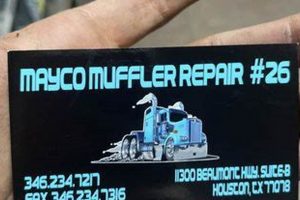 MAYCO MUFFLER REPAIR #26
346.234.7217
FAX 346.234.7316
11300 BEAUMONT HWY. SUITE-B
HOUSTON, TX 77078